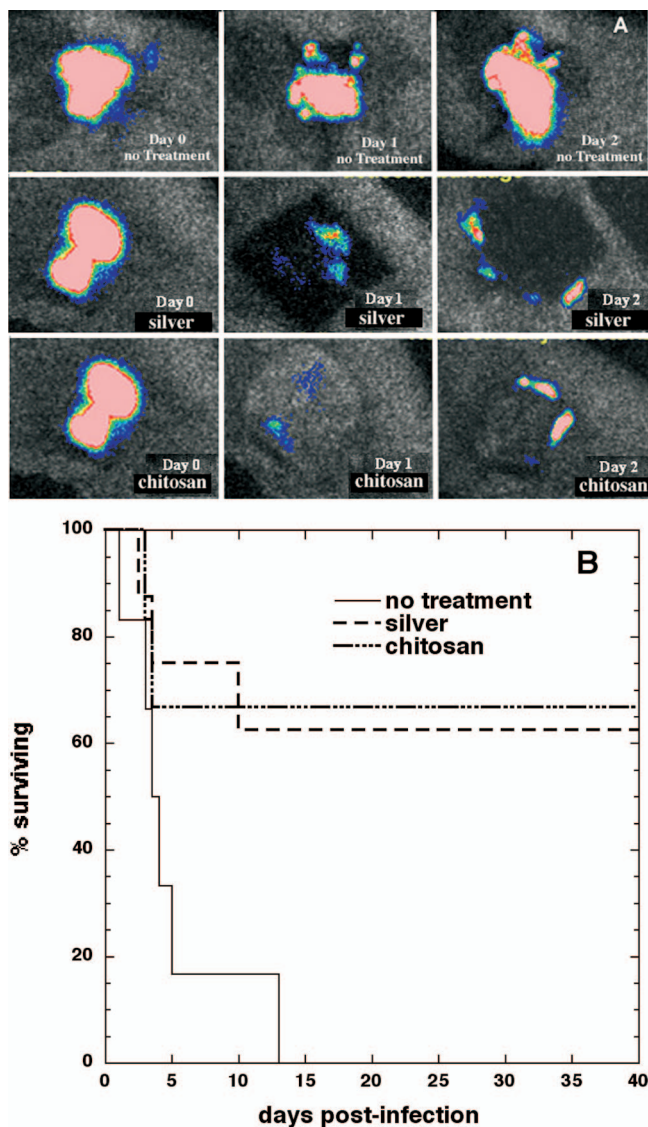 A
Day 0
no Treatment
Day
1
no Treatment
Day 2
no Treatment
Day 0
silver
Day 1
silver
Day 2
silver
Day 0
chitosan
Day 1
chitosan
Day 2
chitosan
B
no treatment
silver
chitosan
% surviving
100
80
60
40
20
0
0 5 10 15 20 25 30 35 40
days post-infection